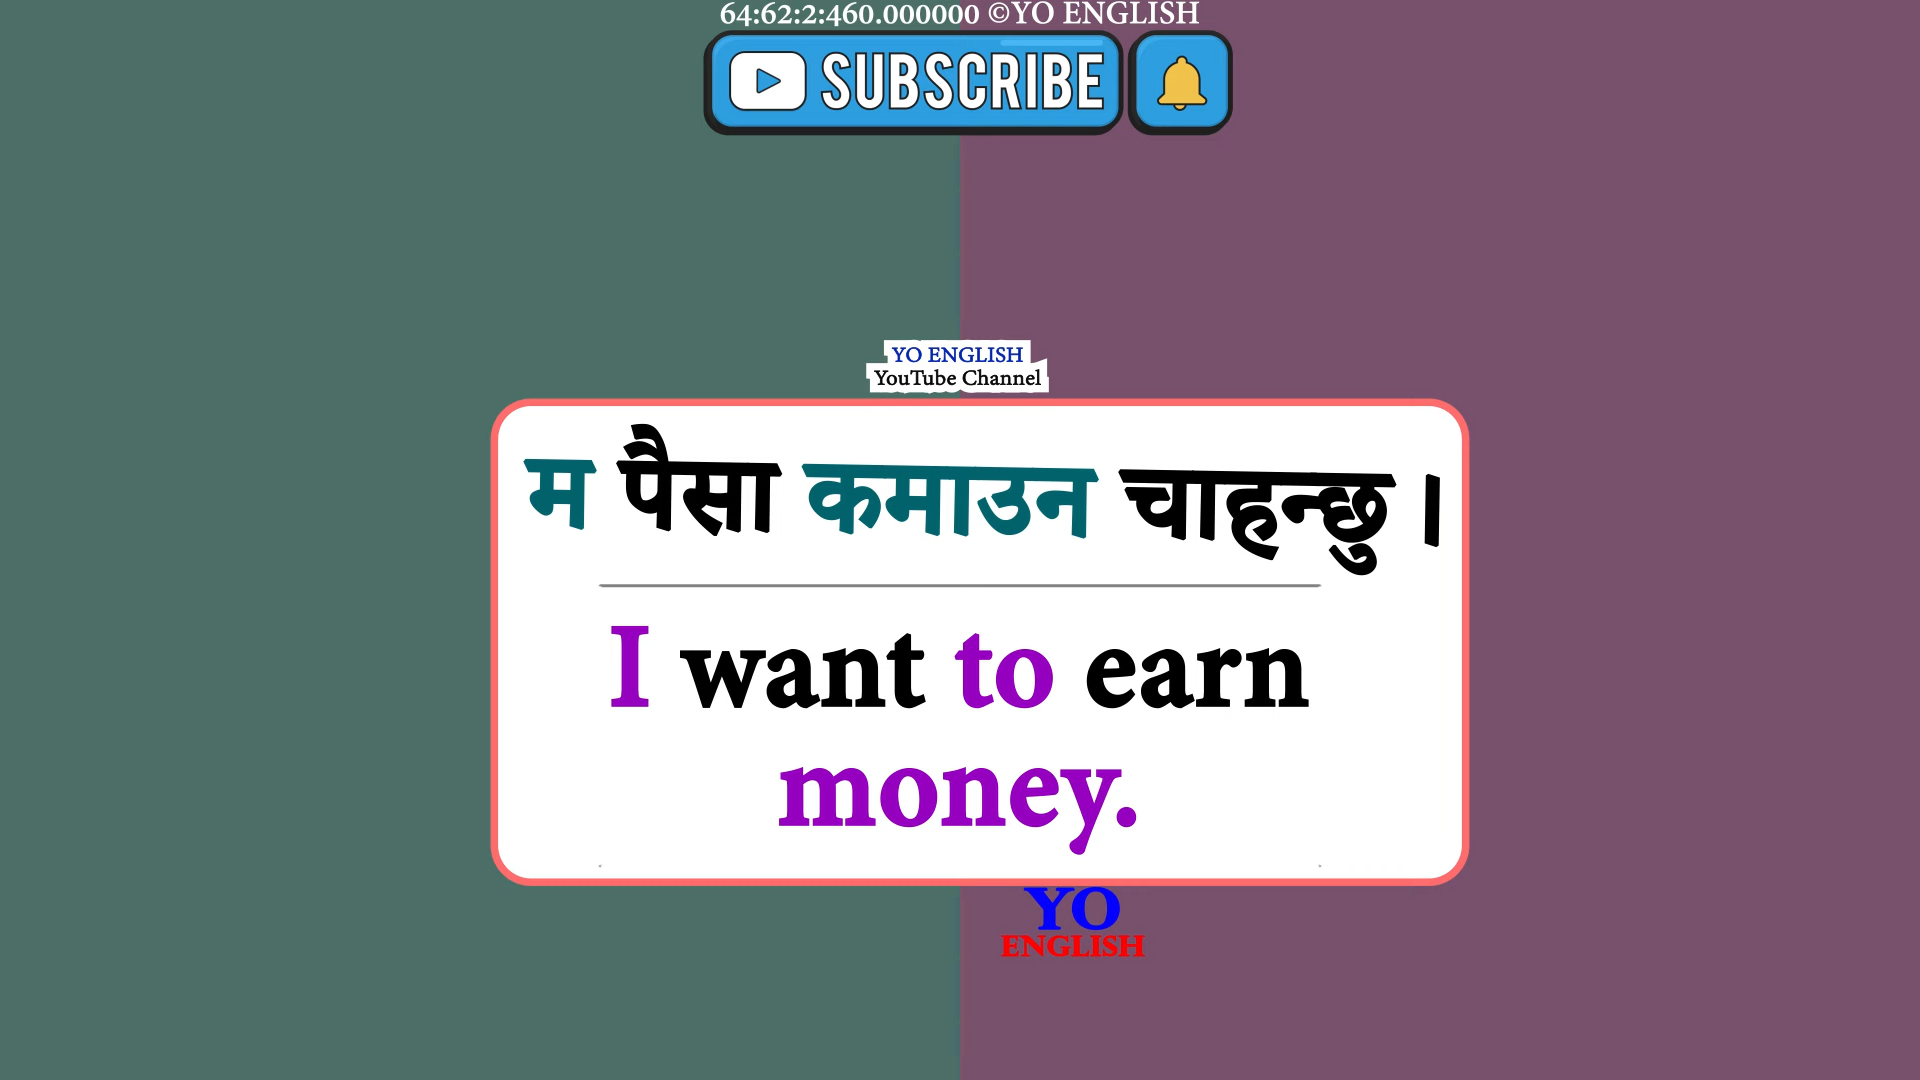 64:62:2:460.000000 ©YO ENGLISH
SUBSCRIBE
YO ENGLISH
YouTube Channel
म पैसा कमाउन चाहन्छु ।
I want to earn
money.
YO
ENGLISH